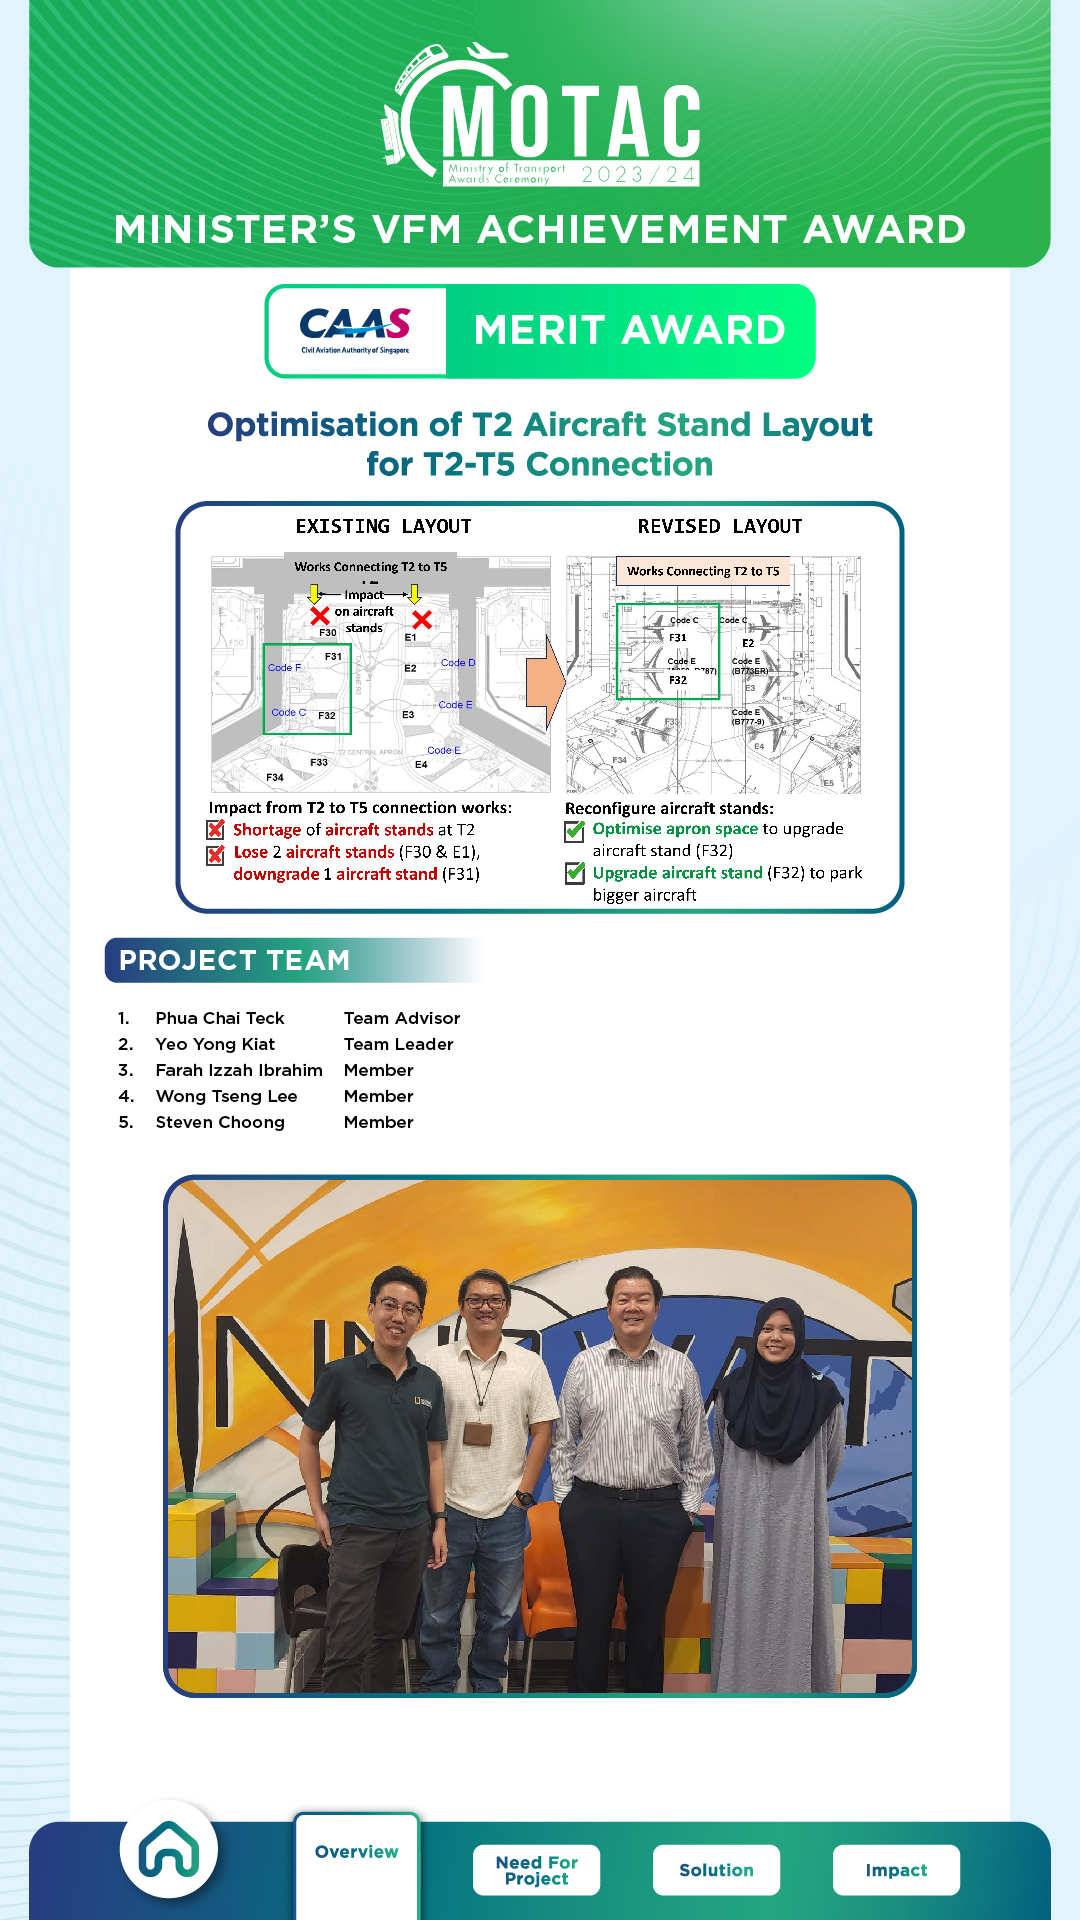 MOTAC
Ministry of Transport
Awards Ceremony
2023/24
MINISTER'S VFM ACHIEVEMENT AWARD
CAAS
Civil Aviation Authority of Singapore
MERIT AWARD
Optimisation of T2 Aircraft Stand Layout
for T2-T5 Connection
EXISTING LAYOUT
Works Connecting T2 to T5
Impact
on aircraft
stands
F30
E1
F50
E20
F31
Code F
E2
Code D
Code C
F32
E3
Code E
T2 CENTRAL APRON
Code E
F33
E4
F34
Impact from T2 to T5 connection works:
Shortage of aircraft stands at T2
Lose 2 aircraft stands (F30 & E1),
downgrade 1 aircraft stand (F31)
REVISED LAYOUT
Works Connecting T2 to T5
Code C
Code C
F31
E2
Code E
Code E
(B773ER)
F32
E3
Code E
(B777-9)
F33
E4
F34
E5
Reconfigure aircraft stands:
Optimise apron space to upgrade
aircraft stand (F32)
Upgrade aircraft stand (F32) to park
bigger aircraft
PROJECT TEAM
1. Phua Chai Teck Team Advisor
2. Yeo Yong Kiat Team Leader
3. Farah Izzah Ibrahim Member
4. Wong Tseng Lee Member
5. Steven Choong Member
Overview
Need For
Project
Solution
Impact